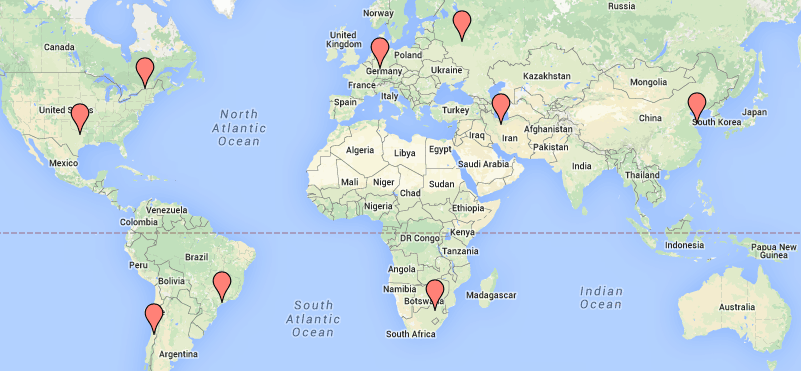 Norway
Russia
Canada
United
Kingdom
Poland
Germany
Ukraine
Kazakhstan
Mongolia
France
Italy
Spain
Turkey
United
North
Atlantic
Ocean
China
Japan
South Korea
Iraq
Iran
Afghanistan
Pakistan
Mexico
Algeria
Libya
Egypt
Saudi Arabia
India
Thailand
Mali
Niger
Chad
Sudan
Nigeria
Ethiopia
Venezuela
Colombia
Kenya
DR Congo
Tanzania
Indonesia
Papua New
Guinea
Peru
Brazil
Bolivia
Angola
Namibia
Botswana
Madagascar
Indian
Ocean
South
Atlantic
Ocean
Australia
South Africa
Argentina